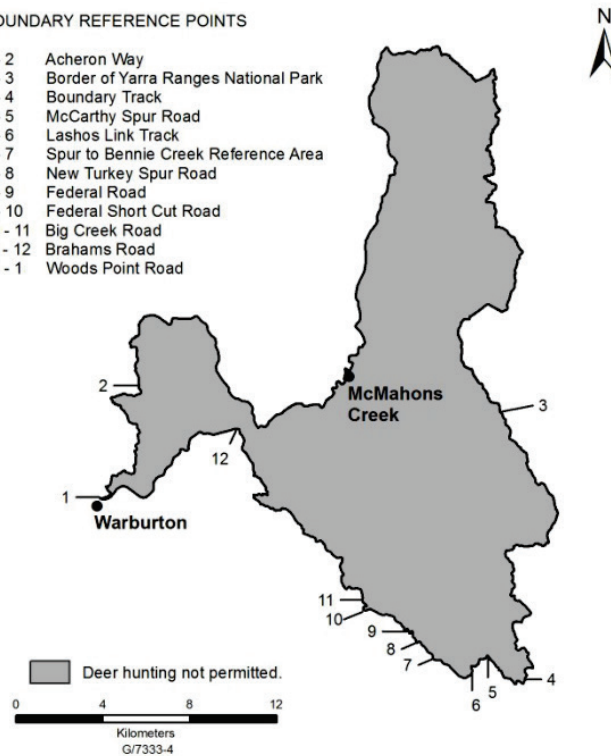 OUNDARY REFERENCE POINTS
N
2 Acheron Way
3 Border of Yarra Ranges National Park
4 Boundary Track
5 McCarthy Spur Road
6 Lashos Link Track
7 Spur to Bennie Creek Reference Area
8 New Turkey Spur Road
9 Federal Road
10 Federal Short Cut Road
- 11 Big Creek Road
- 12 Brahams Road
- 1 Woods Point Road
2
McMahons
Creek
3
12
1
Warburton
11
10
9
8
7
6
5
4
Deer hunting not permitted.
0 4 8 12
Kilometers
G/7333-4